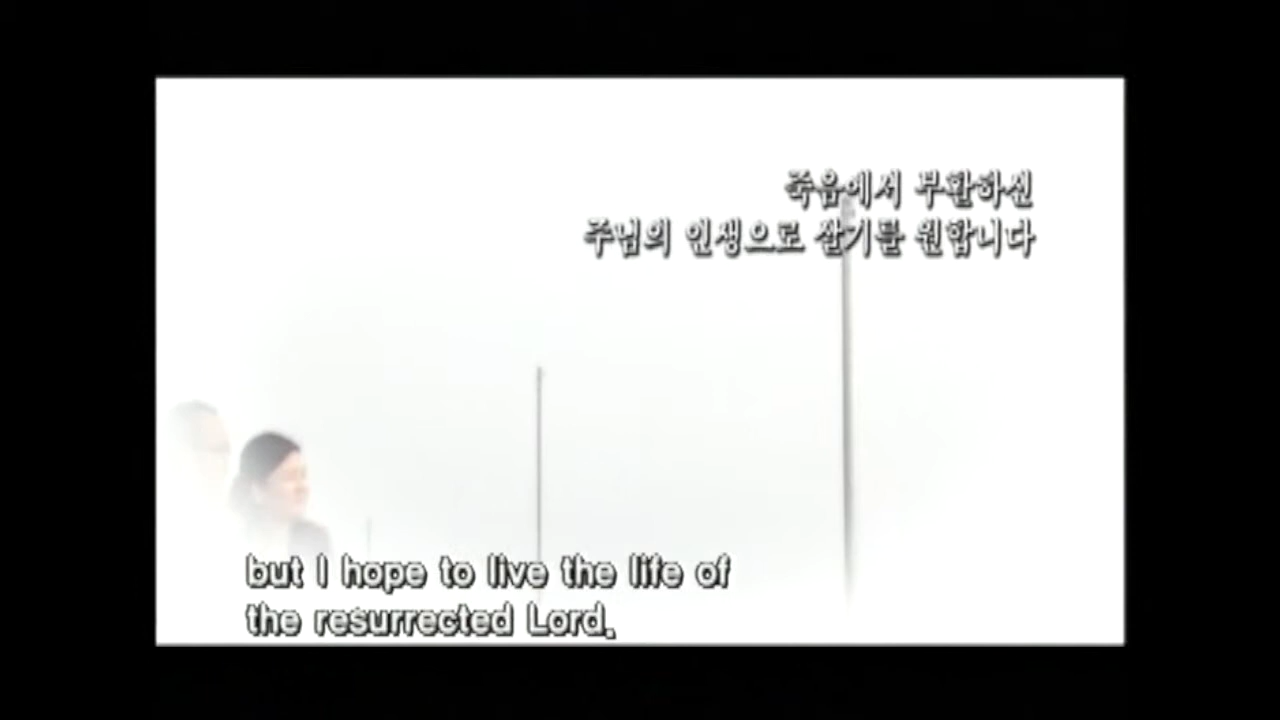 죽음에서 부활하신
주님의 인생으로 살기를 원합니다
but I hope to live the life of
the resurrected Lord.